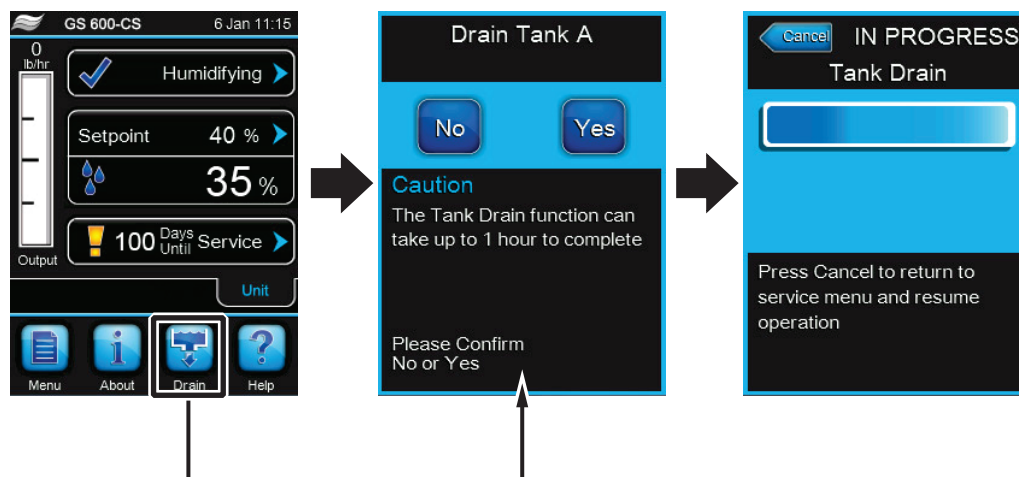 GS 600-CS 6 Jan 11:15
0
lb/hr
Humidifying
Setpoint 40 %
35 %
100 Days Until Service
Output
Unit
Menu About Drain Help
Drain Tank A
No Yes
Caution
The Tank Drain function can
take up to 1 hour to complete
Please Confirm
No or Yes
Cancel IN PROGRESS
Tank Drain
Press Cancel to return to
service menu and resume
operation